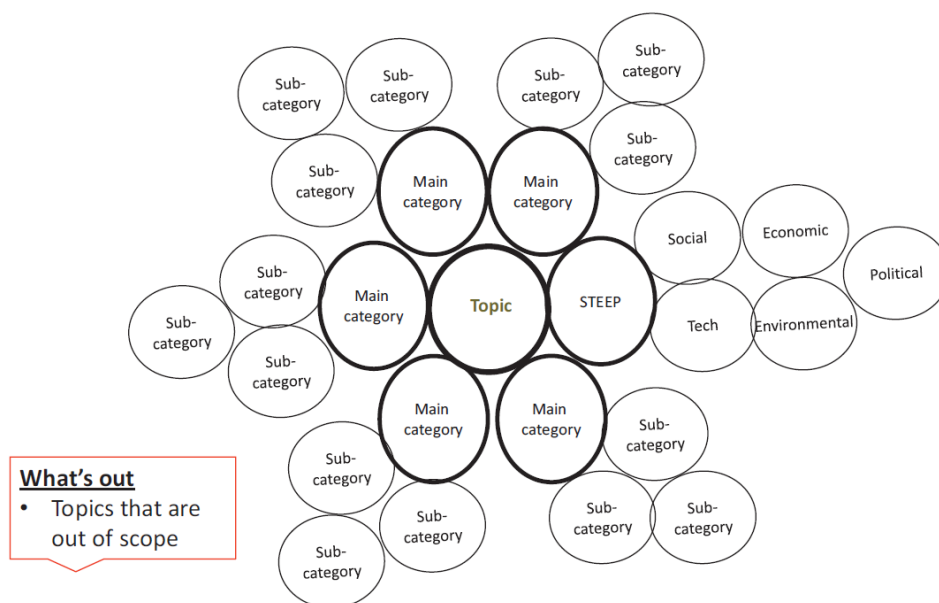 Sub-
category
Sub-
category
Sub-
category
Sub-
category
Sub-
category
Sub-
category
Main
category
Main
category
Social
Economic
Political
Sub-
category
Sub-
category
Sub-
category
Main
category
Topic
STEEP
Tech
Environmental
Main
category
Main
category
Sub-
category
Sub-
category
Sub-
category
Sub-
category
Sub-
category
Sub-
category
What's out
• Topics that are
out of scope